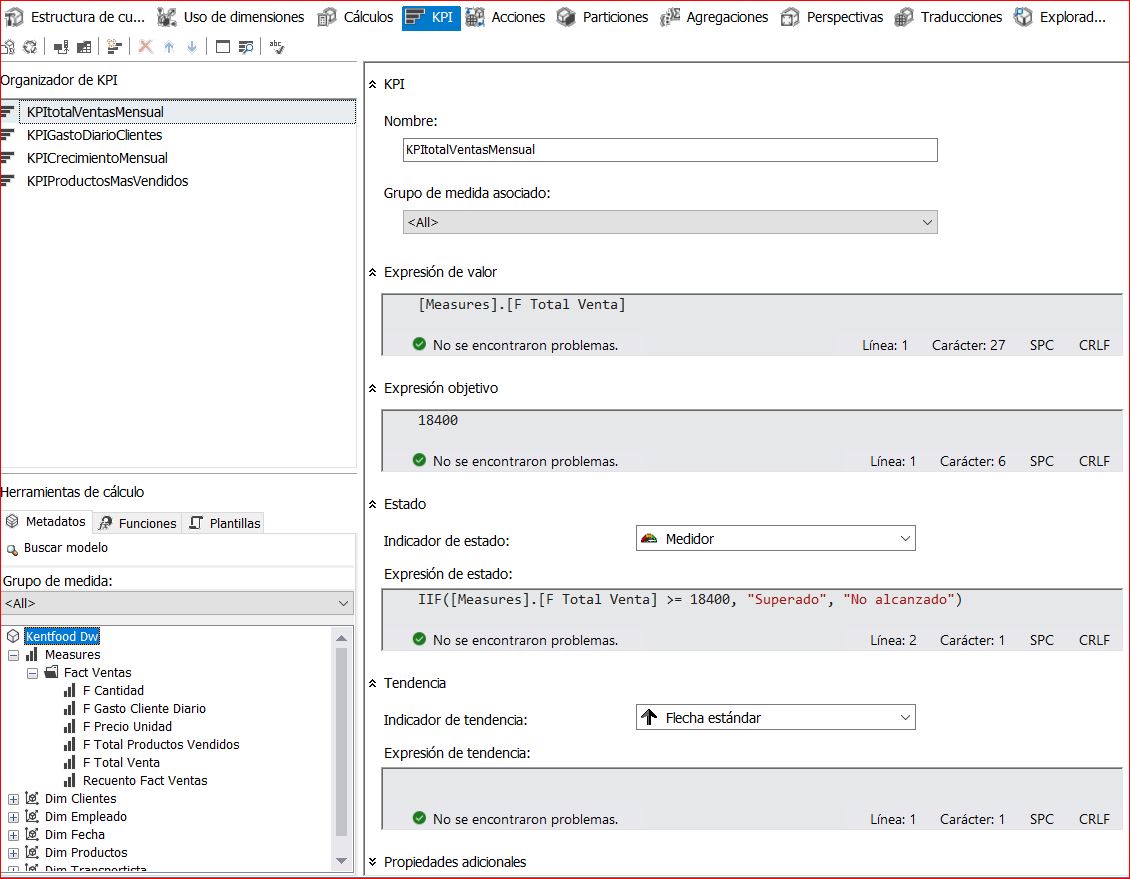 Estructura de cu... Uso de dimensiones Cálculos KPI Acciones Particiones Agregaciones Perspectivas Traducciones Explorad...
abc
Organizador de KPI
KPItotalVentasMensual
KPIGastoDiarioClientes
KPICrecimientoMensual
KPIProductosMasVendidos
Herramientas de cálculo
Metadatos Funciones Plantillas
Buscar modelo
Grupo de medida:
<All>
Kentfood Dw
Measures
Fact Ventas
F Cantidad
F Gasto Cliente Diario
F Precio Unidad
F Total Productos Vendidos
F Total Venta
Recuento Fact Ventas
Dim Clientes
Dim Empleado
Dim Fecha
Dim Productos
Dim Transportista
KPI
Nombre:
KPItotalVentasMensual
Grupo de medida asociado:
<All>
Expresión de valor
[Measures].[F Total Venta]
No se encontraron problemas. Línea: 1 Carácter: 27 SPC CRLF
Expresión objetivo
18400
No se encontraron problemas. Línea: 1 Carácter: 6 SPC CRLF
Estado
Indicador de estado: Medidor
Expresión de estado:
IIF([Measures].[F Total Venta] >= 18400, "Superado", "No alcanzado")
No se encontraron problemas. Línea: 2 Carácter: 1 SPC CRLF
Tendencia
Indicador de tendencia: Flecha estándar
Expresión de tendencia:
No se encontraron problemas. Línea: 1 Carácter: 1 SPC CRLF
Propiedades adicionales